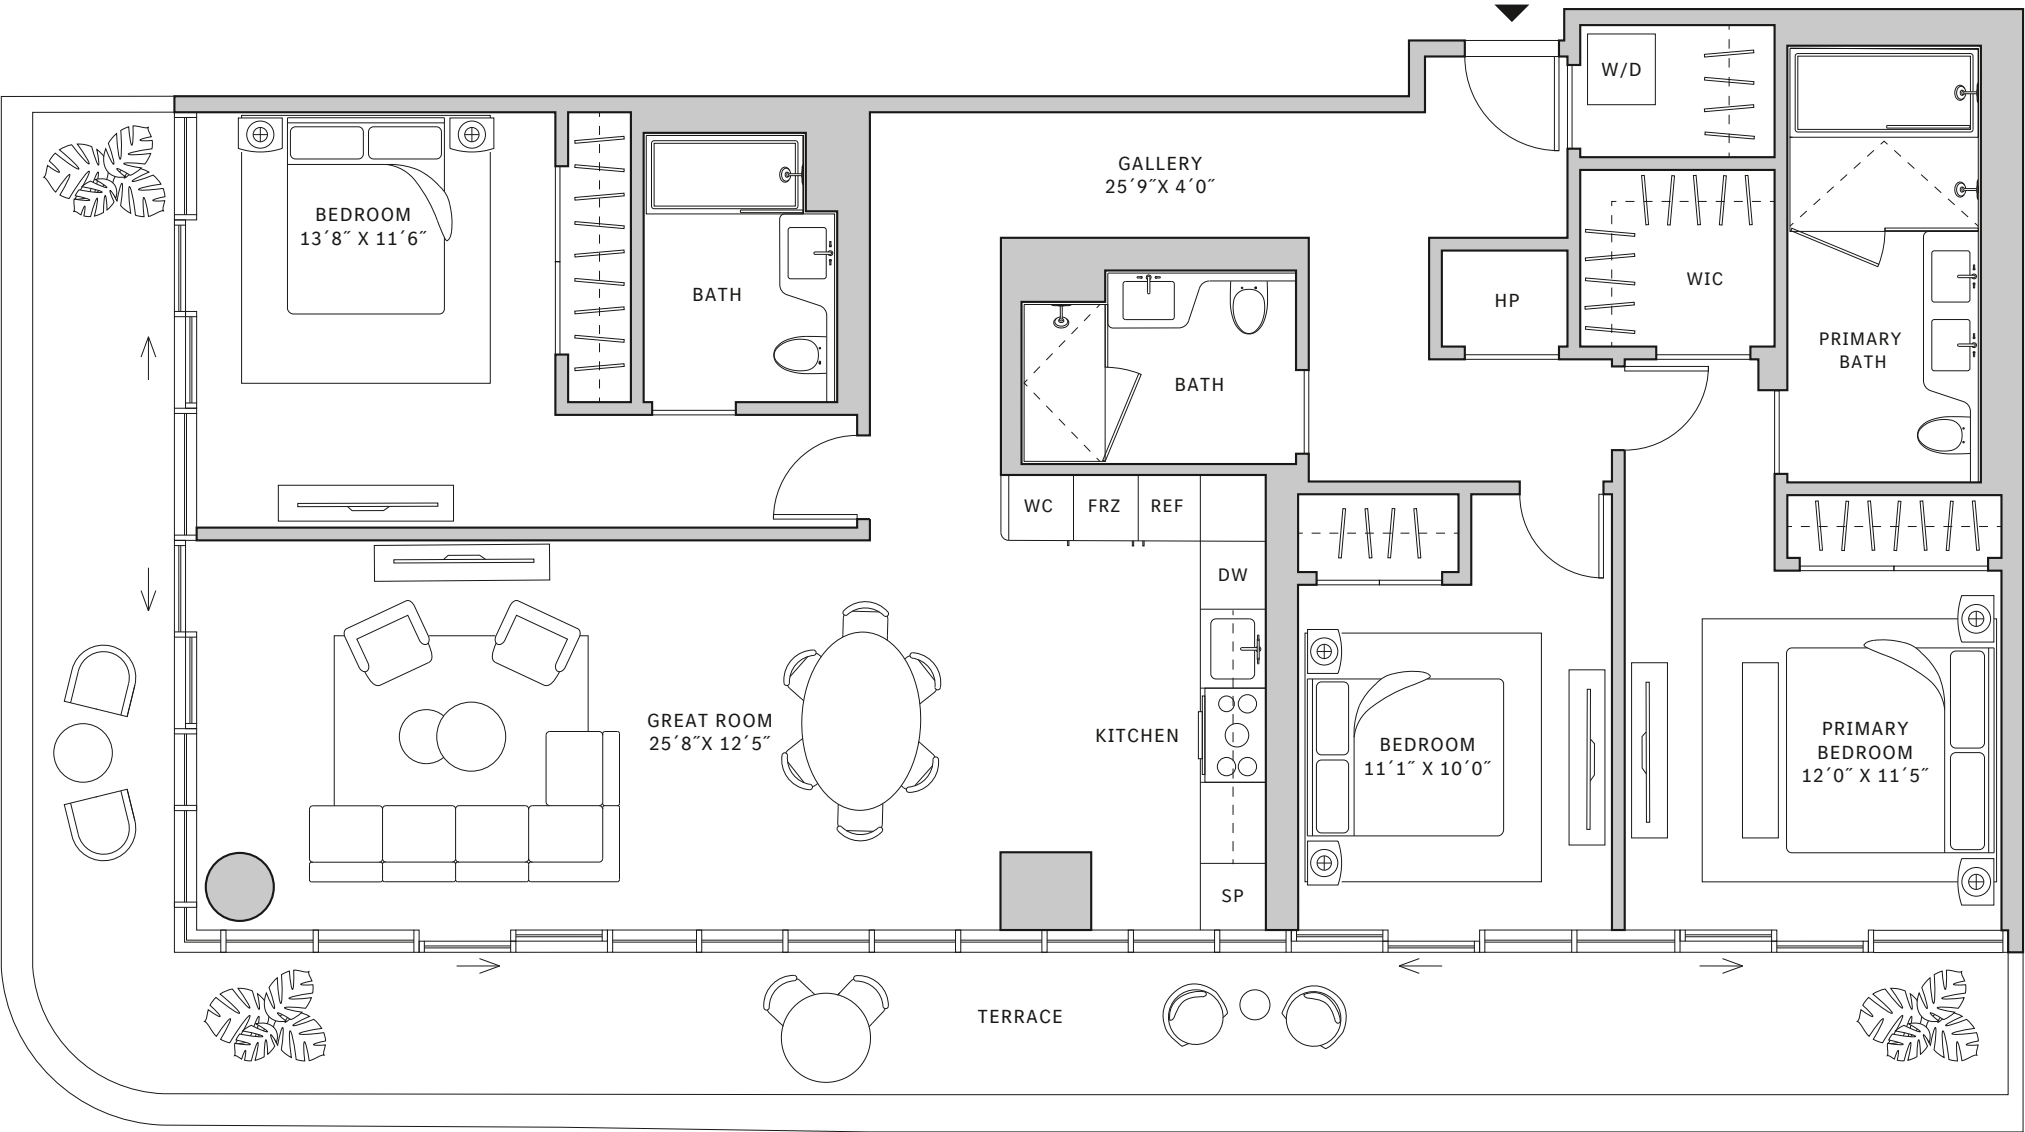 W/D
GALLERY
25´9˝X 4´0˝
BEDROOM
13´8˝ X 11´6˝
BATH
WIC
HP
PRIMARY
BATH
BATH
WC
FRZ
REF
DW
GREAT ROOM
25´8˝X 12´5˝
KITCHEN
BEDROOM
11´1˝ X 10´0˝
PRIMARY
BEDROOM
12´0˝ X 11´5˝
SP
TERRACE